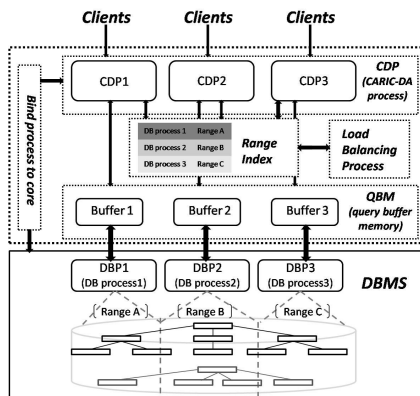 Clients Clients Clients
CDP1 CDP2 CDP3
CDP
(CARIC-DA
process)
Bind process to core
DB process 1 Range A
DB process 2 Range B
DB process 3 Range C
Range
Index
Load
Balancing
Process
Buffer 1 Buffer 2 Buffer 3
QBM
(query buffer
memory)
DBP1 DBP2 DBP3
(DB process1) (DB process2) (DB process3)
DBMS
Range A Range B Range C